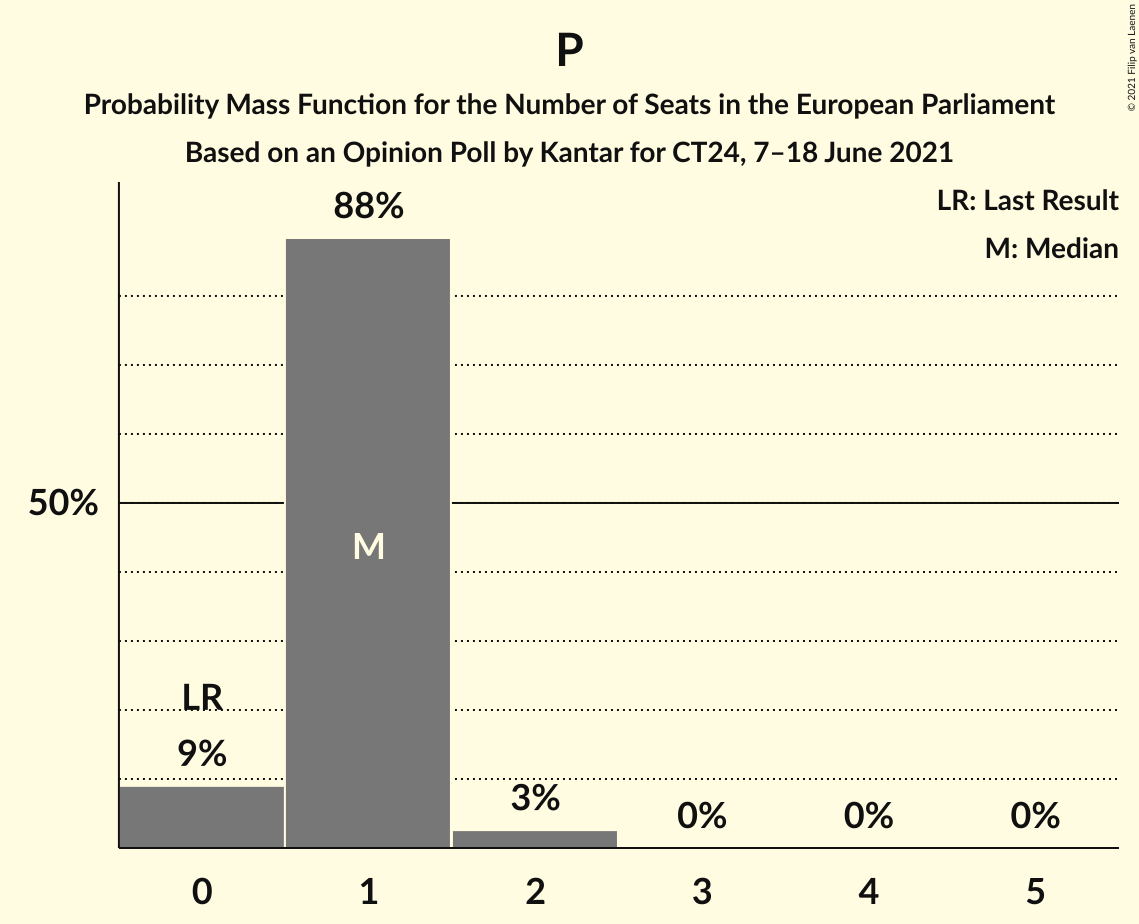 P
Probability Mass Function for the Number of Seats in the European Parliament
Based on an Opinion Poll by Kantar for CT24, 7–18 June 2021
© 2021 Filip van Laenen
LR: Last Result
M: Median
88%
50%
M
LR
9%
3%
0%
0%
0%
0
1
2
3
4
5